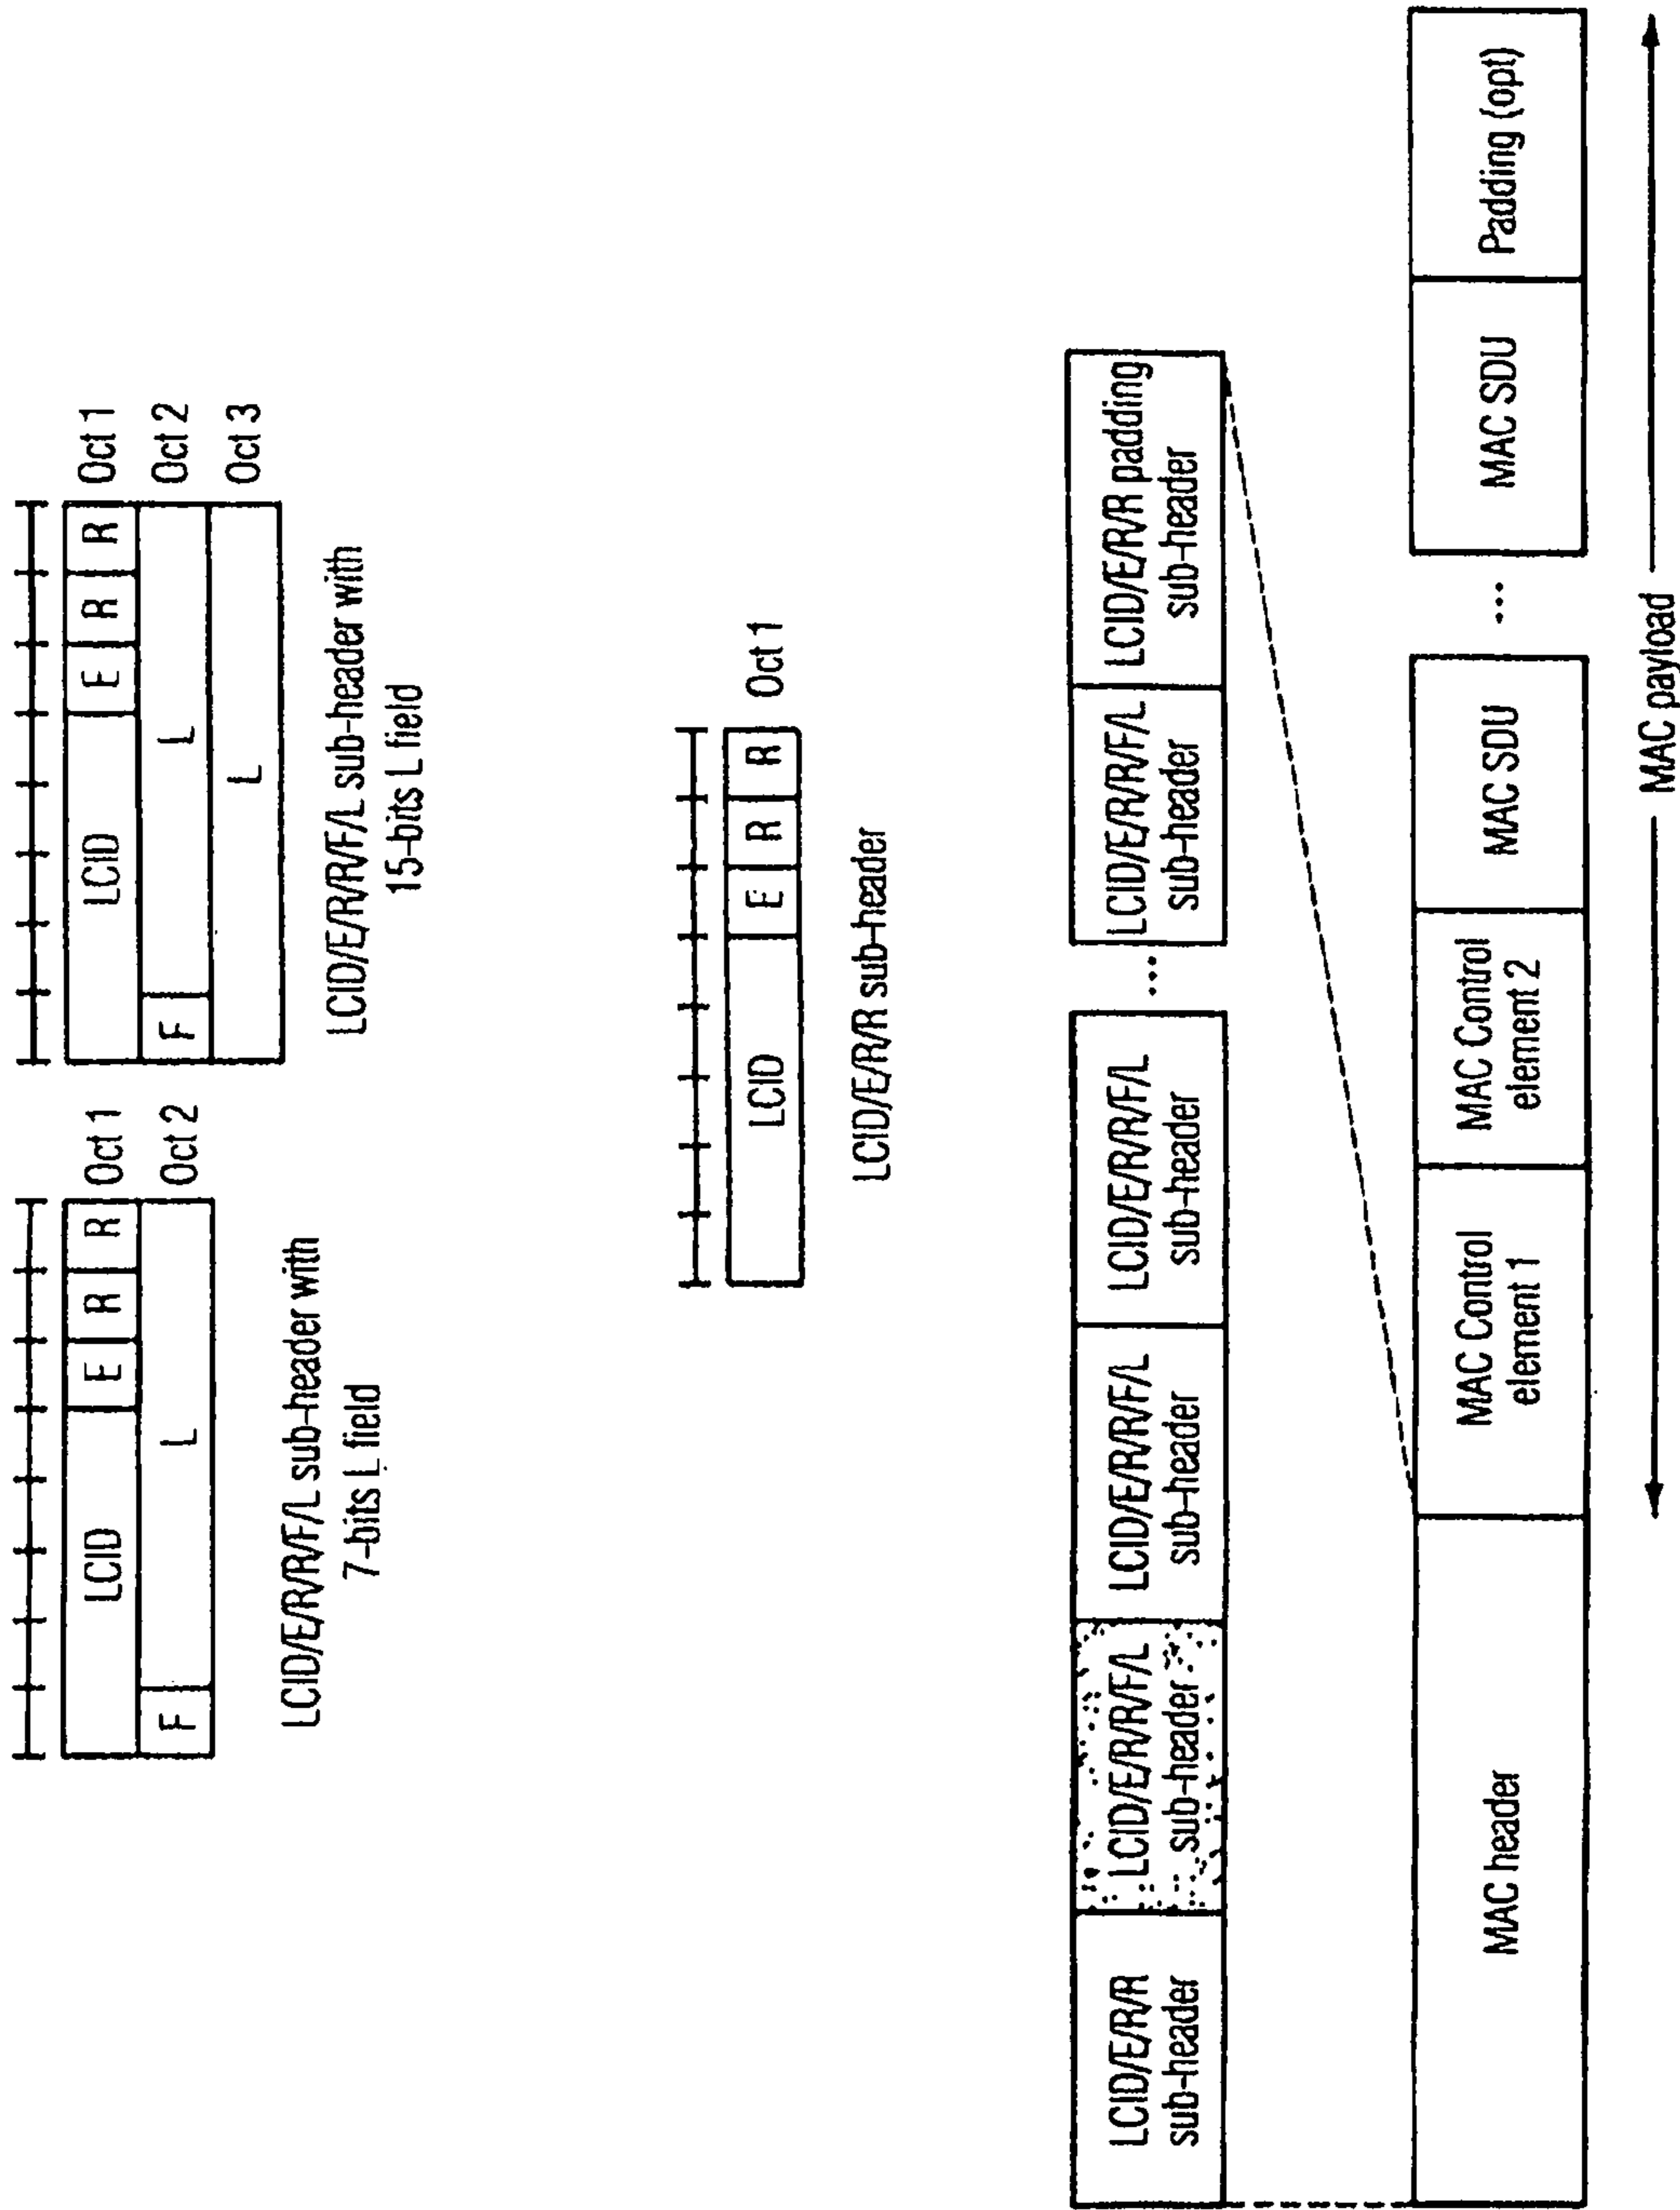 LCID E R R Oct 1
F L Oct 2
LCID/E/R/R/F/L sub-header with
7-bits L field
LCID E R R Oct 1
F L Oct 2
L Oct 3
LCID/E/R/R/F/L sub-header with
15-bits L field
LCID E R R Oct 1
LCID/E/R/R sub-header
LCID/E/R/R
sub-header
LCID/E/R/R/F/L
sub-header
LCID/E/R/R/F/L
sub-header
LCID/E/R/R/F/L
sub-header
...
LCID/E/R/R/F/L
sub-header
LCID/E/R/R padding
sub-header
MAC header
MAC Control
element 1
MAC Control
element 2
MAC SDU
...
MAC SDU
Padding (opt)
MAC payload